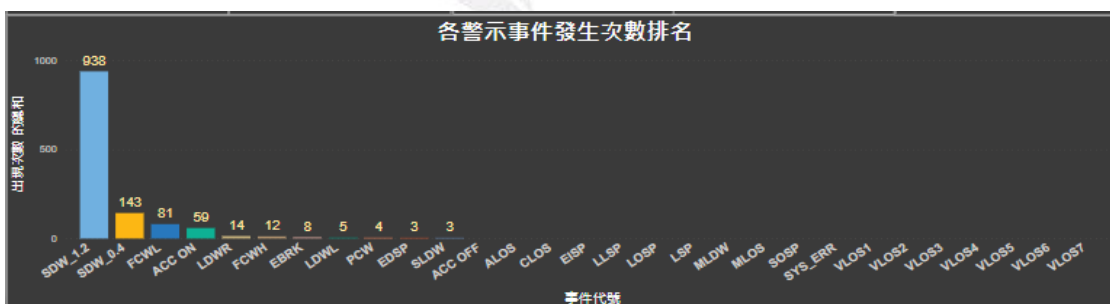 各警示事件發生次數排名
出現次數 的總和
1000
500
0
938
143
81
59
14
12
8
5
4
3
3
SDW_1.2
SDW_0.4
FCWL
ACC ON
LDWR
FCWH
EBRK
LDWL
PCW
EDSP
SLDW
ACC OFF
ALOS
CLOS
EISP
LLSP
LOSP
LSP
MLDW
MLOS
SOSP
SYS_ERR
VLOS1
VLOS2
VLOS3
VLOS4
VLOS5
VLOS6
VLOS7
事件代號